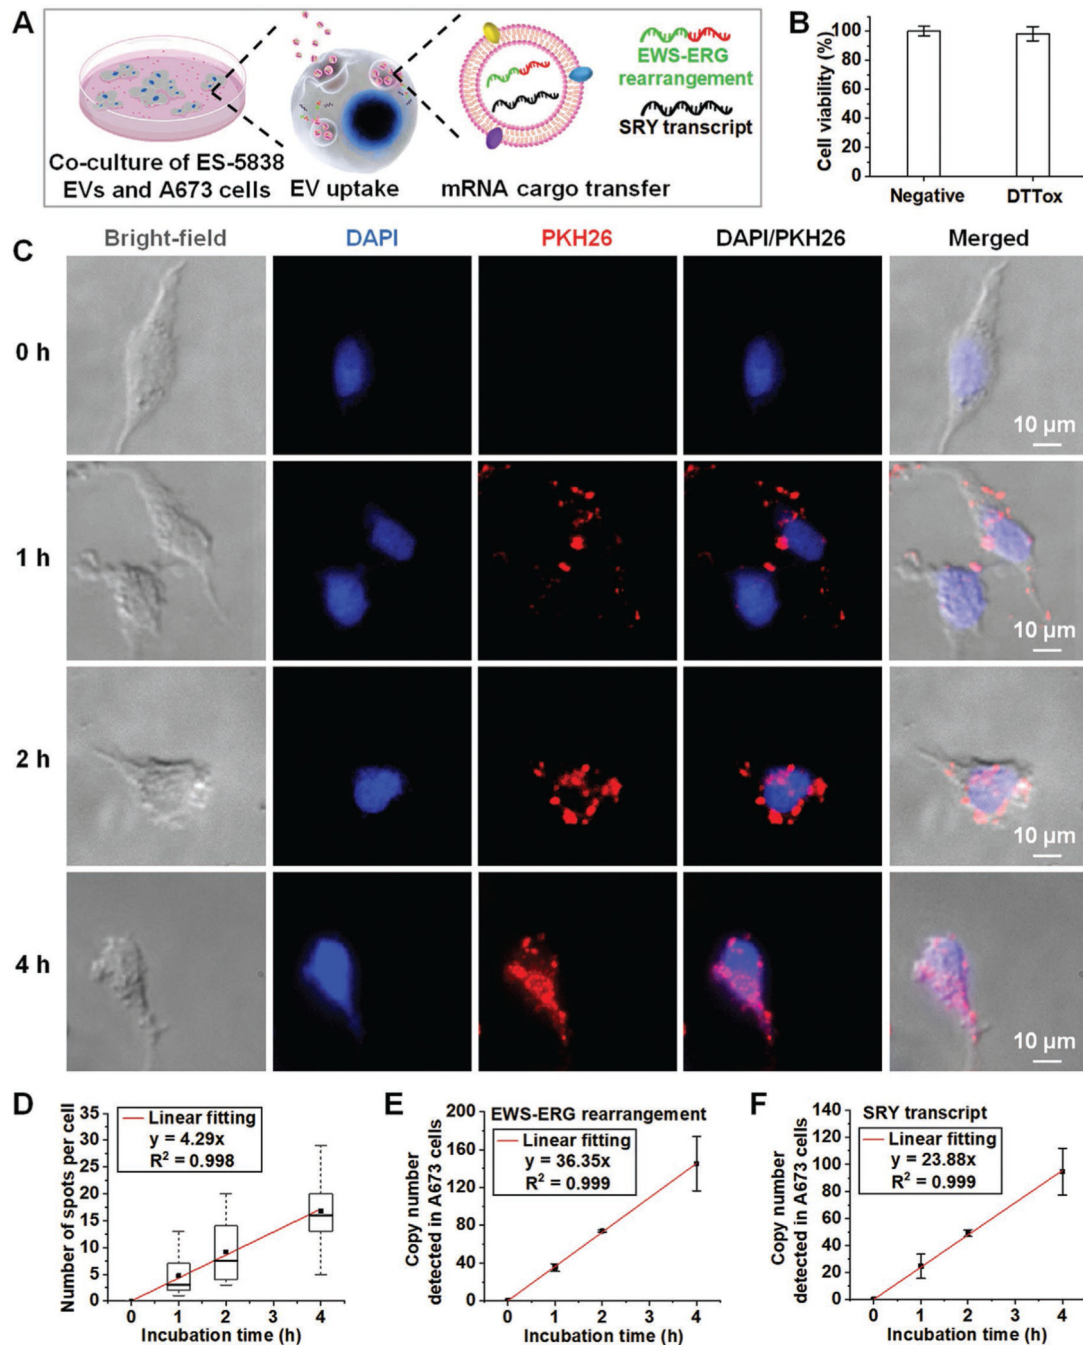 A
EWS-ERG
rearrangement
SRY transcript
Co-culture of ES-5838
EVs and A673 cells
EV uptake
mRNA cargo transfer
B
Cell viability (%)
100
80
60
40
20
0
Negative
DTTox
C
Bright-field
DAPI
PKH26
DAPI/PKH26
Merged
0 h
10 µm
1 h
10 µm
2 h
10 µm
4 h
10 µm
D
Number of spots per cell
35
30
25
20
15
10
5
0
Linear fitting
y = 4.29x
R² = 0.998
0 1 2 3 4
Incubation time (h)
E
EWS-ERG rearrangement
Copy number
detected in A673 cells
200
160
120
80
40
0
Linear fitting
y = 36.35x
R² = 0.999
0 1 2 3 4
Incubation time (h)
F
SRY transcript
Copy number
detected in A673 cells
140
120
100
80
60
40
20
0
Linear fitting
y = 23.88x
R² = 0.999
0 1 2 3 4
Incubation time (h)